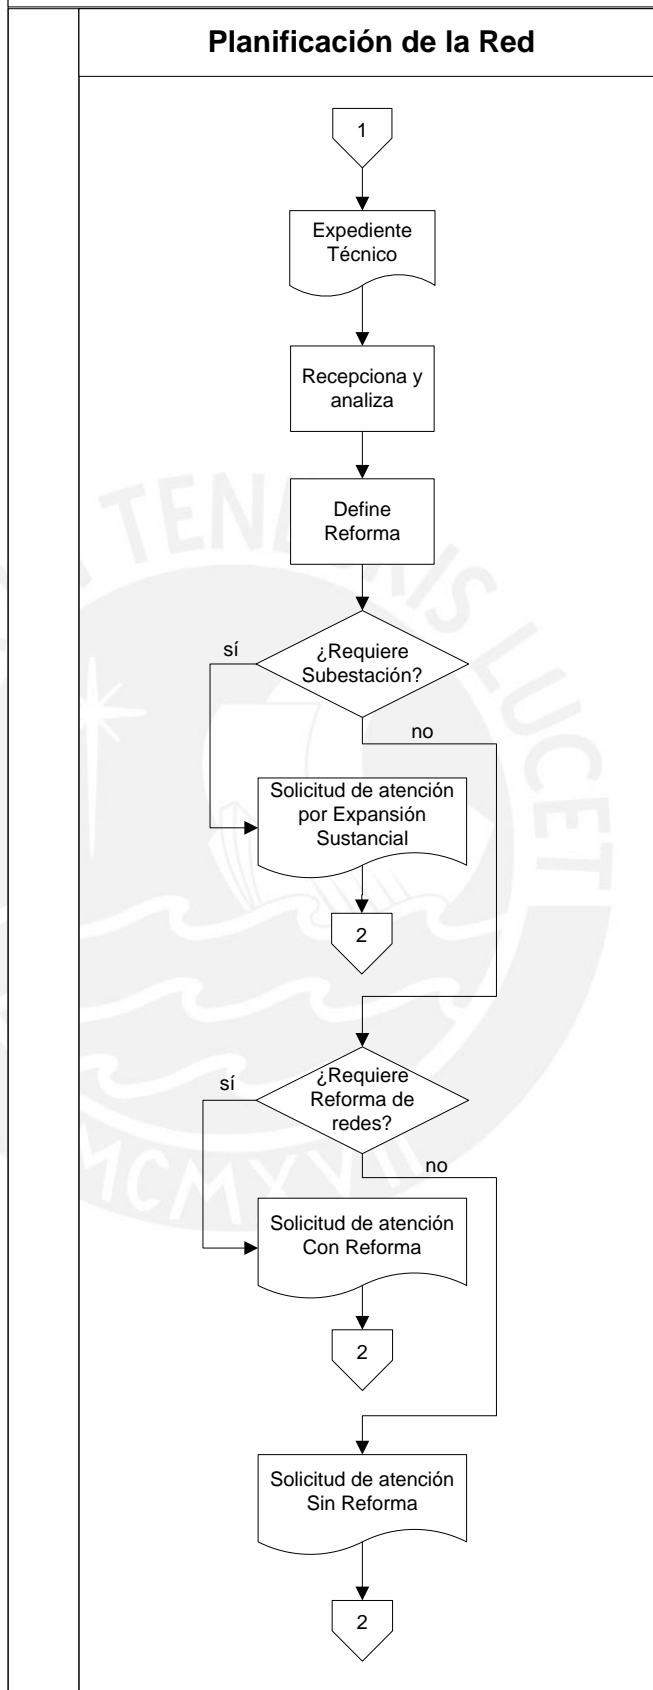 Planificación de la Red
1
Expediente
Técnico
Recepciona y
analiza
Define
Reforma
¿Requiere
Subestación?
sí
no
Solicitud de atención
por Expansión
Sustancial
2
¿Requiere
Reforma de
redes?
sí
no
Solicitud de atención
Con Reforma
2
Solicitud de atención
Sin Reforma
2